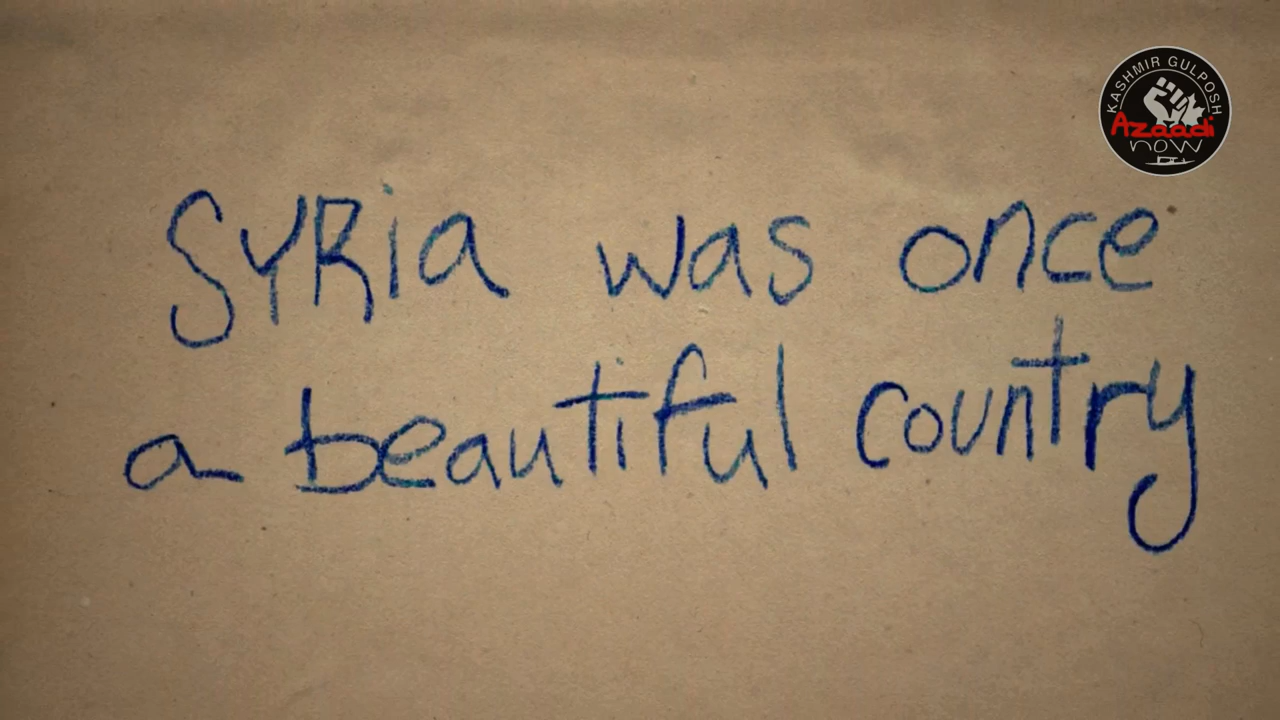 KASHMIR GULPOSH
Azaadi
now
SYRia was once
a beautiful country